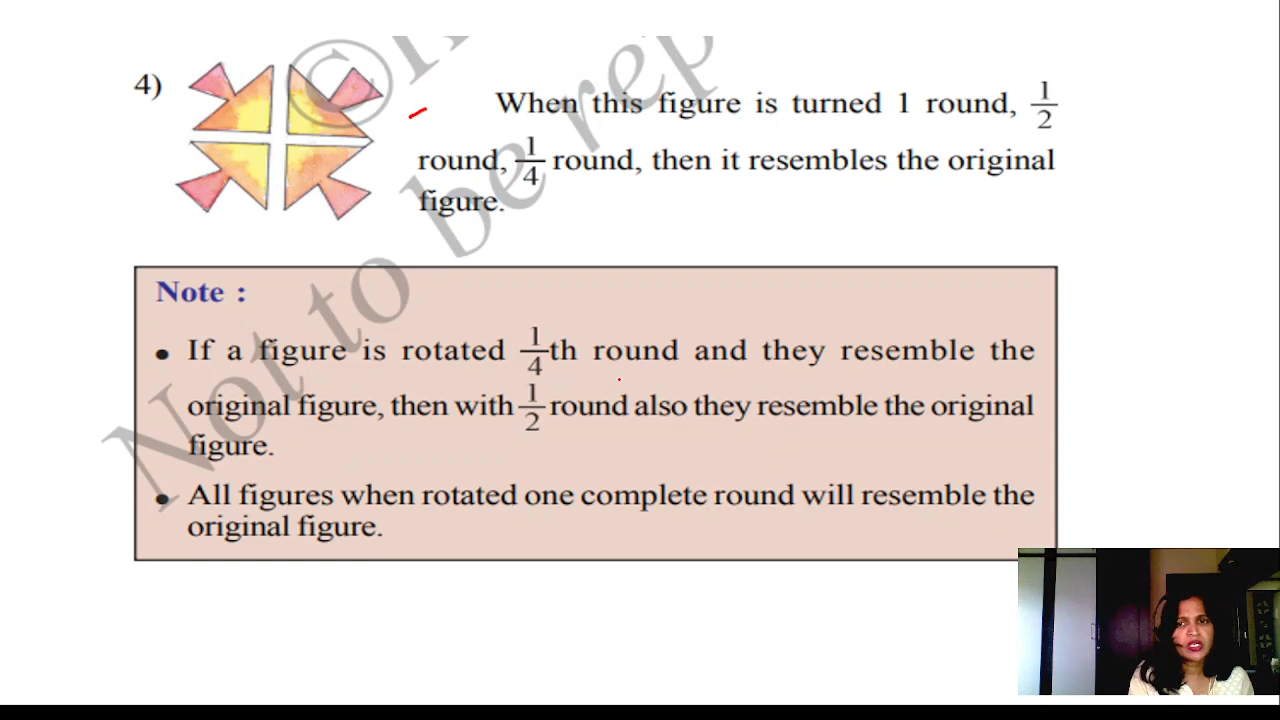 4)
When this figure is turned 1 round, 1/2
round, 1/4 round, then it resembles the original
figure.
Note :
• If a figure is rotated 1/4th round and they resemble the
original figure, then with 1/2 round also they resemble the original
figure.
• All figures when rotated one complete round will resemble the
original figure.
©
Not to be rep